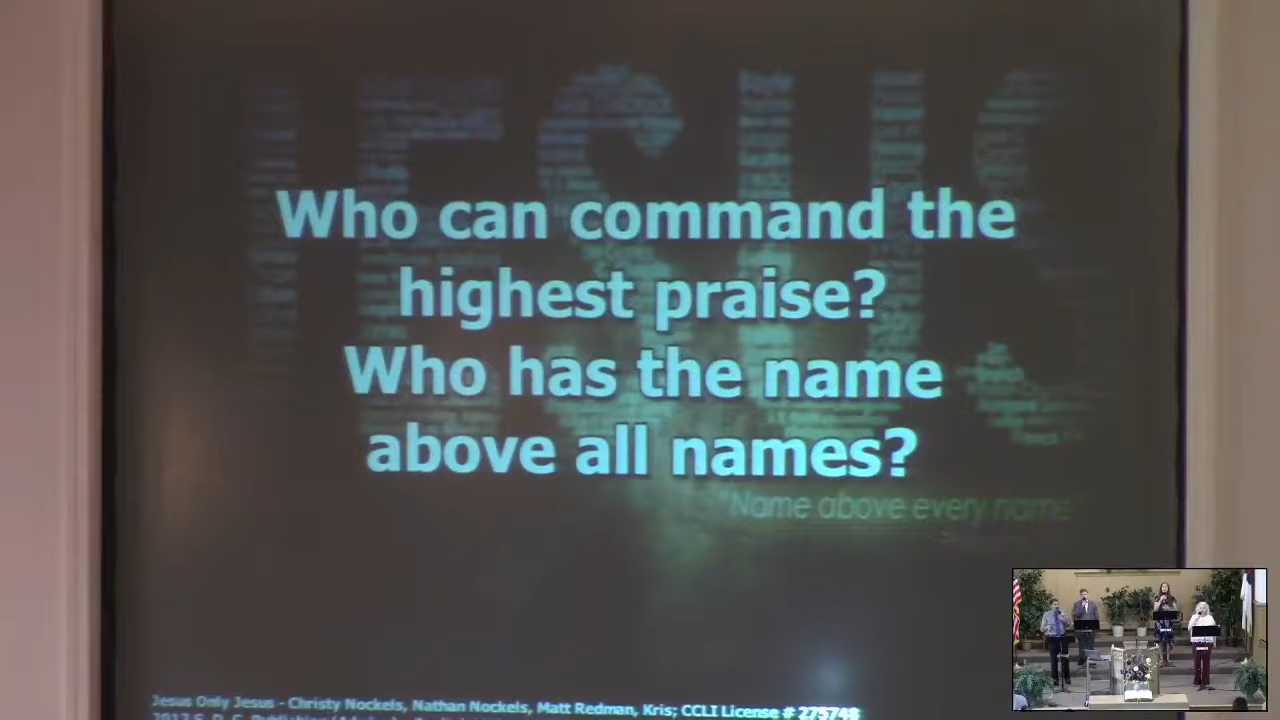 JESUS
Who can command the
highest praise?
Who has the name
above all names?
"Name above every name"
Jesus Only Jesus - Christy Nockels, Nathan Nockels, Matt Redman, Kris; CCLI License # 275748